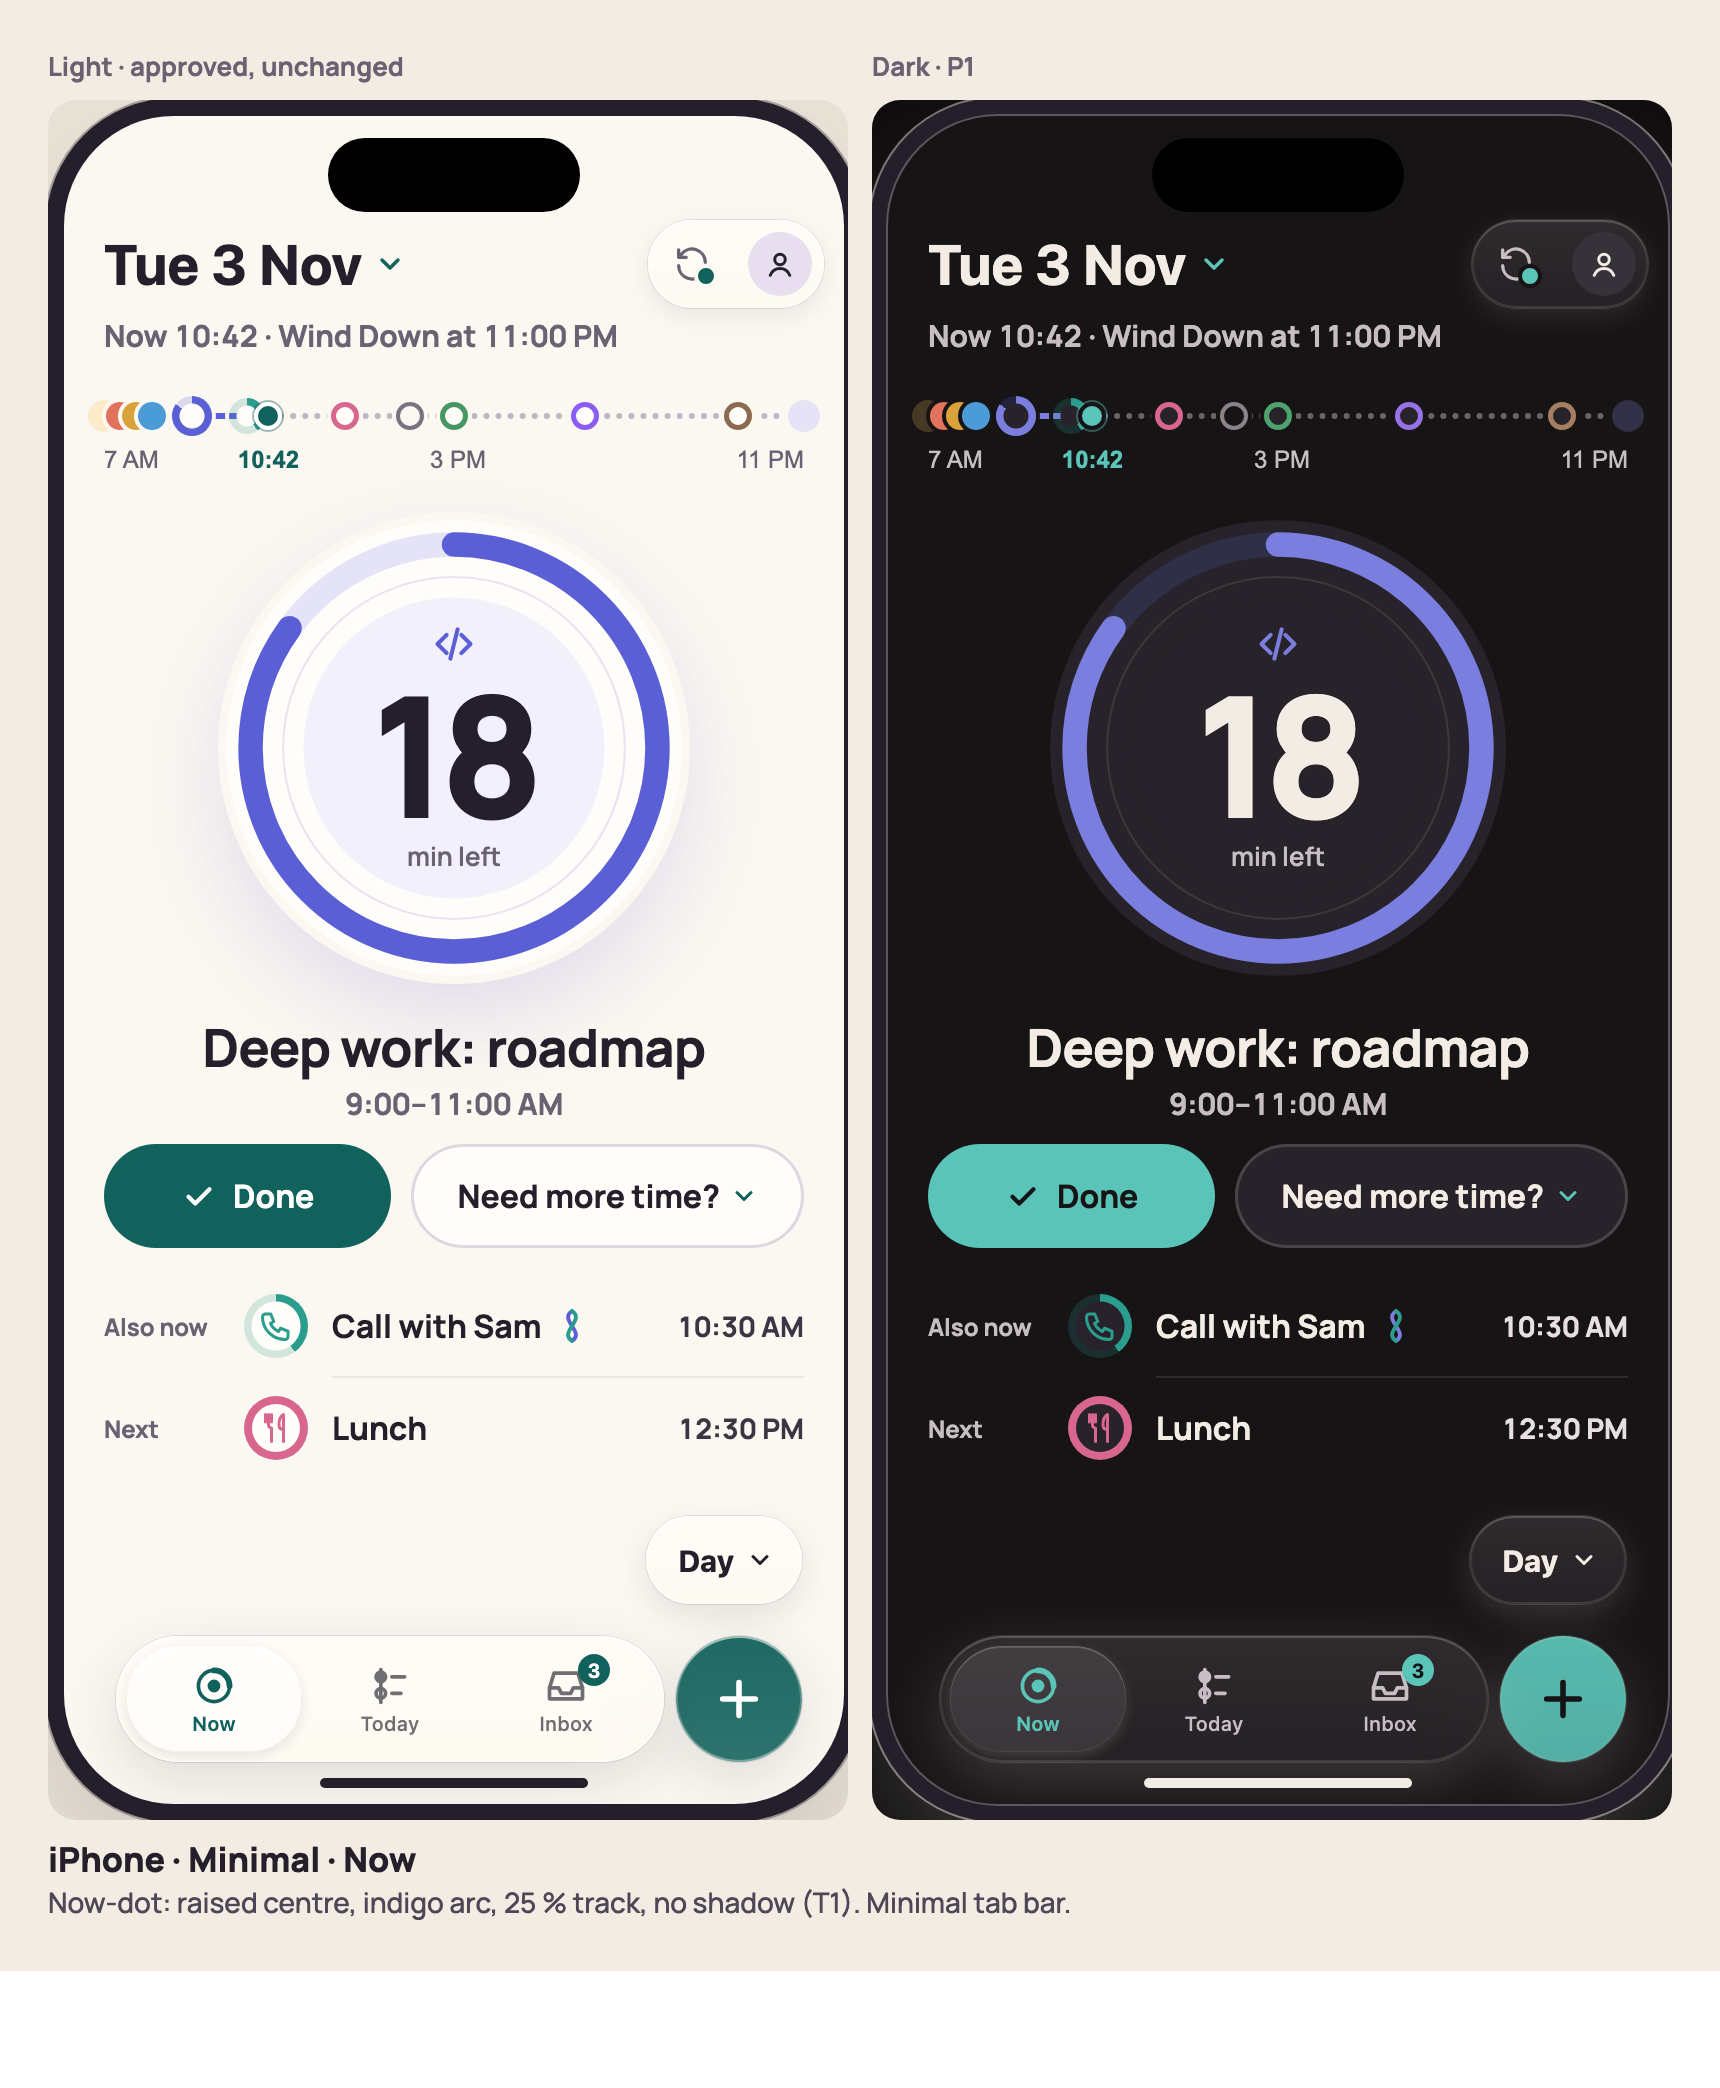 Light · approved, unchanged
Tue 3 Nov
Now 10:42 · Wind Down at 11:00 PM
7 AM 10:42 3 PM 11 PM
18
min left
Deep work: roadmap
9:00–11:00 AM
Done Need more time?
Also now Call with Sam 10:30 AM
Next Lunch 12:30 PM
Day
3
Now Today Inbox
Dark · P1
Tue 3 Nov
Now 10:42 · Wind Down at 11:00 PM
7 AM 10:42 3 PM 11 PM
18
min left
Deep work: roadmap
9:00–11:00 AM
Done Need more time?
Also now Call with Sam 10:30 AM
Next Lunch 12:30 PM
Day
3
Now Today Inbox
iPhone · Minimal · Now
Now-dot: raised centre, indigo arc, 25 % track, no shadow (T1). Minimal tab bar.